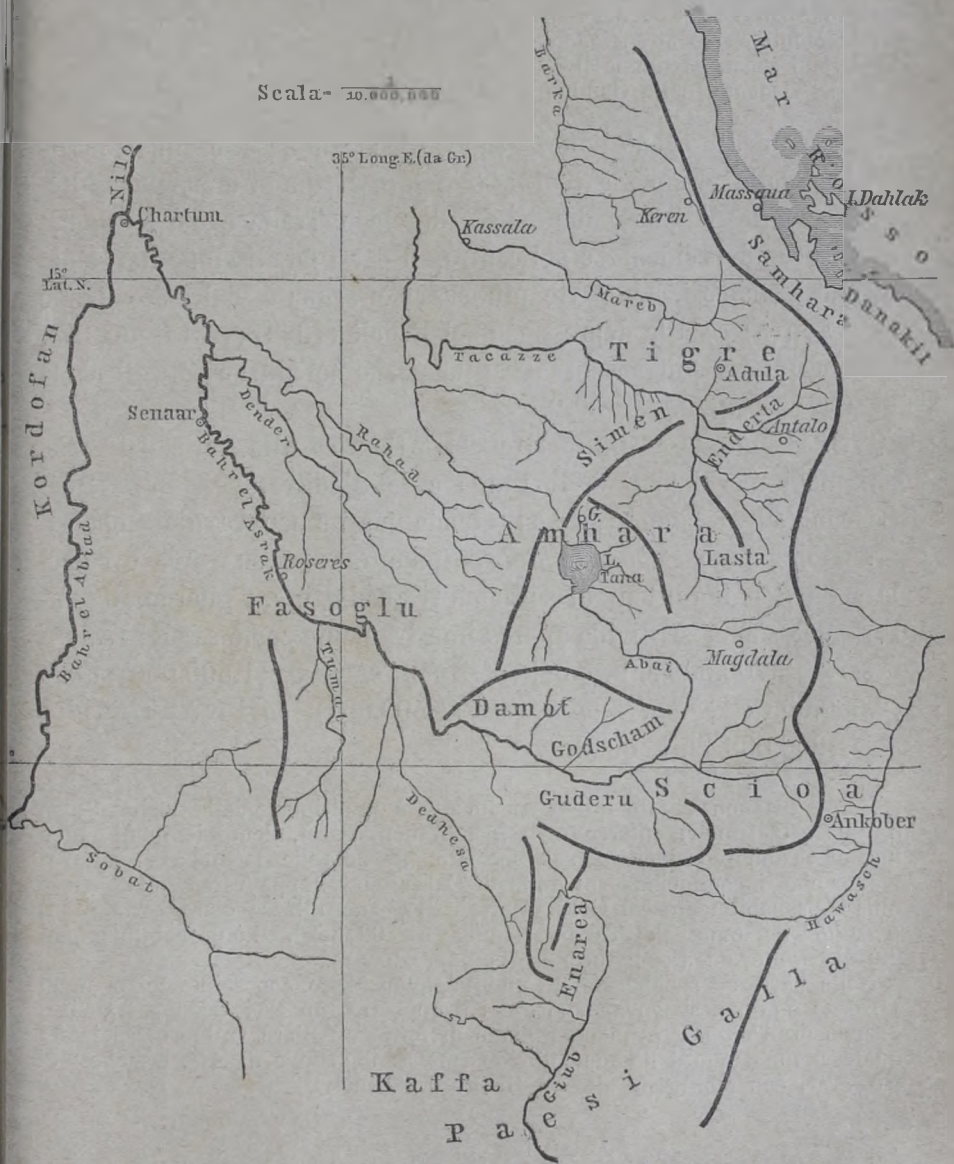 Scala = 1/10.000,000
35° Long. E. (da Gr.)
15° Lat. N.
Mar Rosso
Barka
Nilo
Chartum
Kassala
Keren
Massaua
I. Dahlak
Samhara
Danakil
Mareb
Kordofan
Tacazze
Tigre
Adula
Senaar
Dender
Rahad
Simen
Enderta
Antalo
Bahr el Asrak
Bahr el Abiad
G.
Amhara
L. Tana
Lasta
Roseres
Fasoglu
Tumat
Abai
Magdala
Damot
Godscham
Guderu
Scioa
Ankober
Dedhesa
Sobat
Hawasch
Enarea
Kaffa
Giub
Paesi Galla